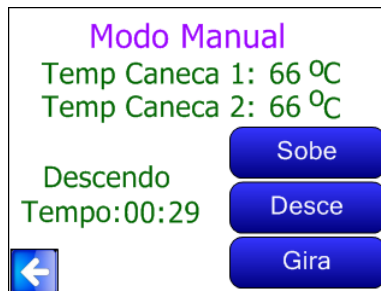 Modo Manual
Temp Caneca 1: 66 ºC
Temp Caneca 2: 66 ºC
Sobe
Descendo
Desce
Tempo:00:29
Gira